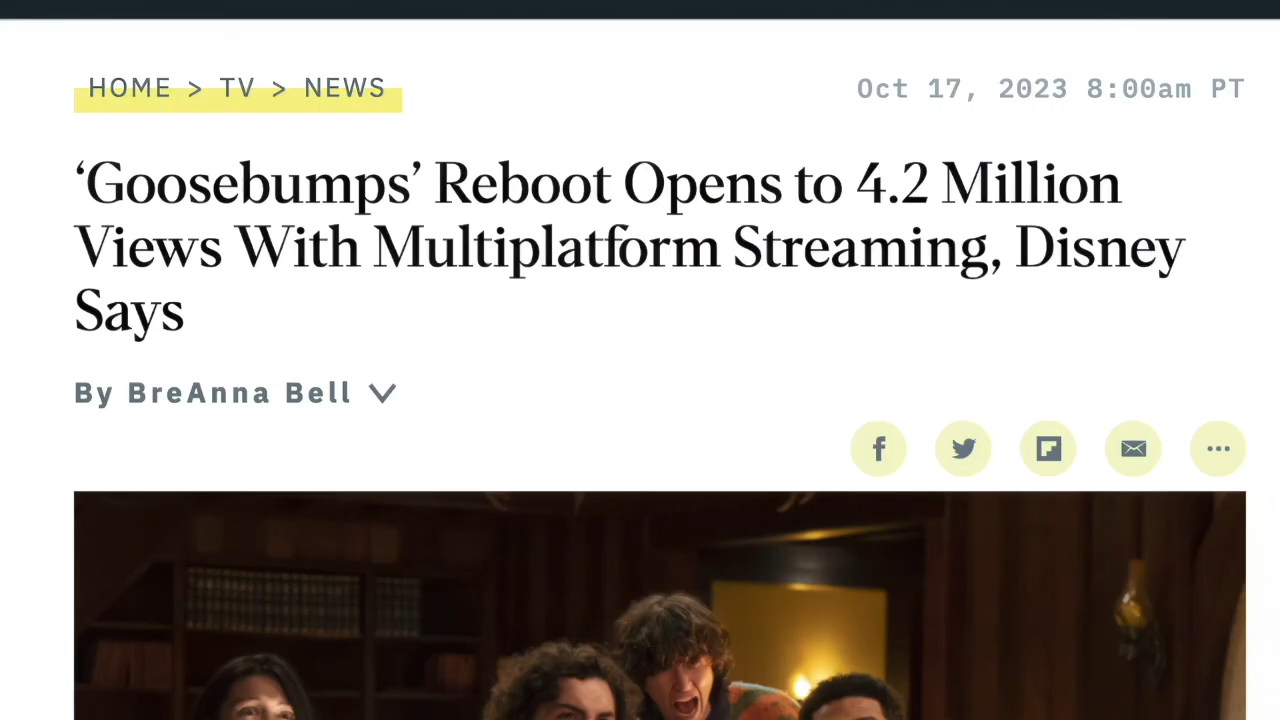 HOME > TV > NEWS
Oct 17, 2023 8:00am PT
‘Goosebumps’ Reboot Opens to 4.2 Million
Views With Multiplatform Streaming, Disney
Says
By BreAnna Bell